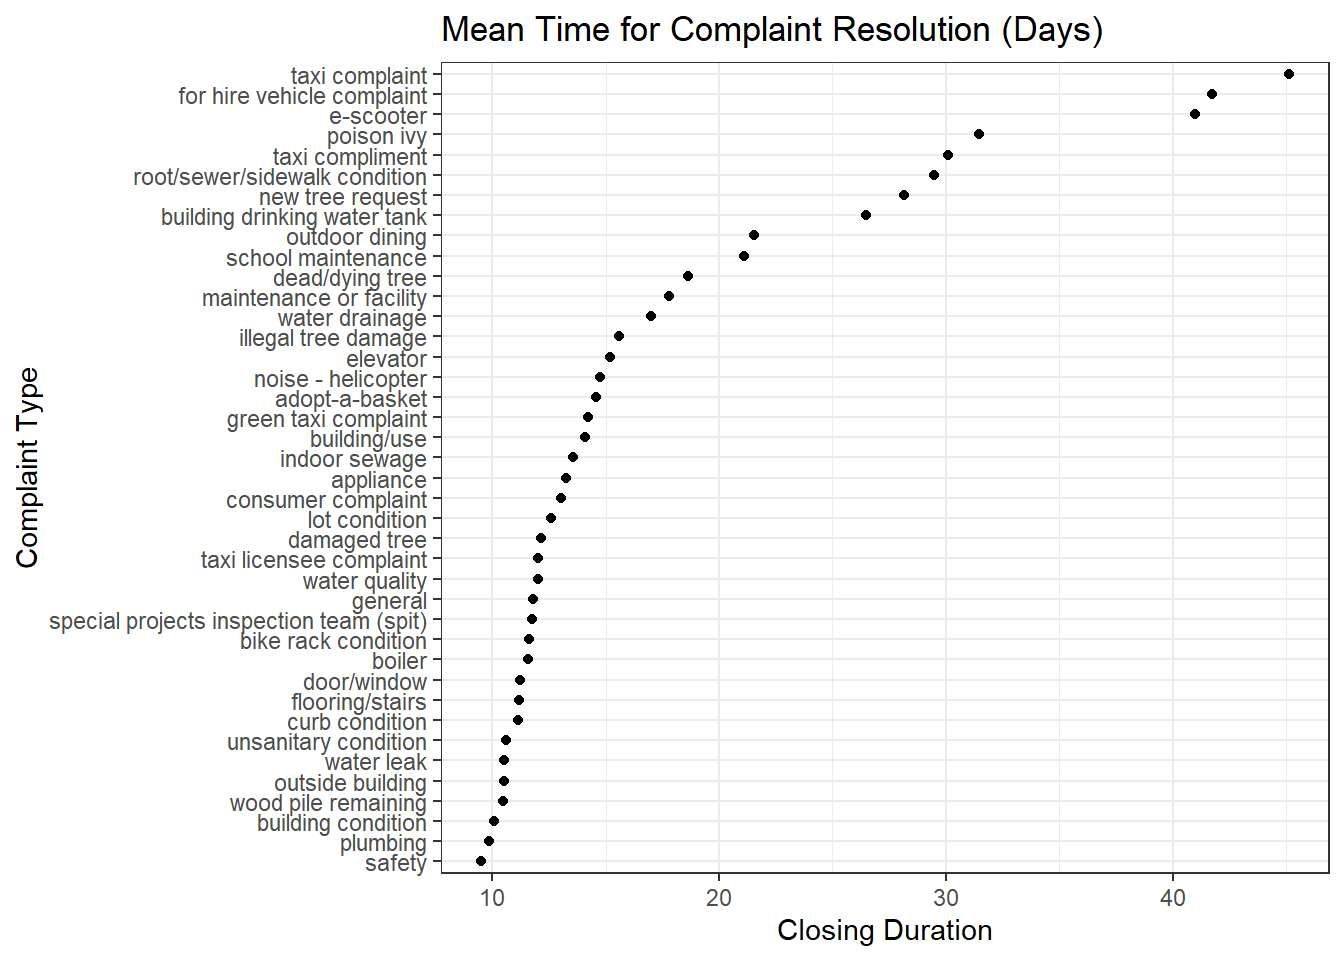 Mean Time for Complaint Resolution (Days)
taxi complaint
for hire vehicle complaint
e-scooter
poison ivy
taxi compliment
root/sewer/sidewalk condition
new tree request
building drinking water tank
outdoor dining
school maintenance
dead/dying tree
maintenance or facility
water drainage
illegal tree damage
elevator
noise - helicopter
adopt-a-basket
green taxi complaint
building/use
indoor sewage
appliance
consumer complaint
lot condition
damaged tree
taxi licensee complaint
water quality
general
special projects inspection team (spit)
bike rack condition
boiler
door/window
flooring/stairs
curb condition
unsanitary condition
water leak
outside building
wood pile remaining
building condition
plumbing
safety
Complaint Type
10 20 30 40
Closing Duration